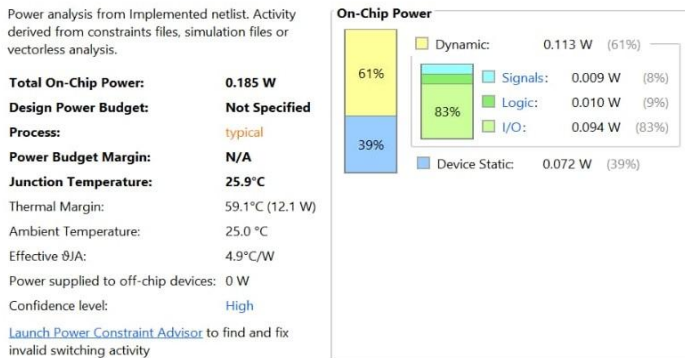 Power analysis from Implemented netlist. Activity
derived from constraints files, simulation files or
vectorless analysis.
Total On-Chip Power: 0.185 W
Design Power Budget: Not Specified
Process: typical
Power Budget Margin: N/A
Junction Temperature: 25.9°C
Thermal Margin: 59.1°C (12.1 W)
Ambient Temperature: 25.0 °C
Effective ϑJA: 4.9°C/W
Power supplied to off-chip devices: 0 W
Confidence level: High
Launch Power Constraint Advisor to find and fix
invalid switching activity
On-Chip Power
61%
39%
Dynamic: 0.113 W (61%)
83%
Signals: 0.009 W (8%)
Logic: 0.010 W (9%)
I/O: 0.094 W (83%)
Device Static: 0.072 W (39%)